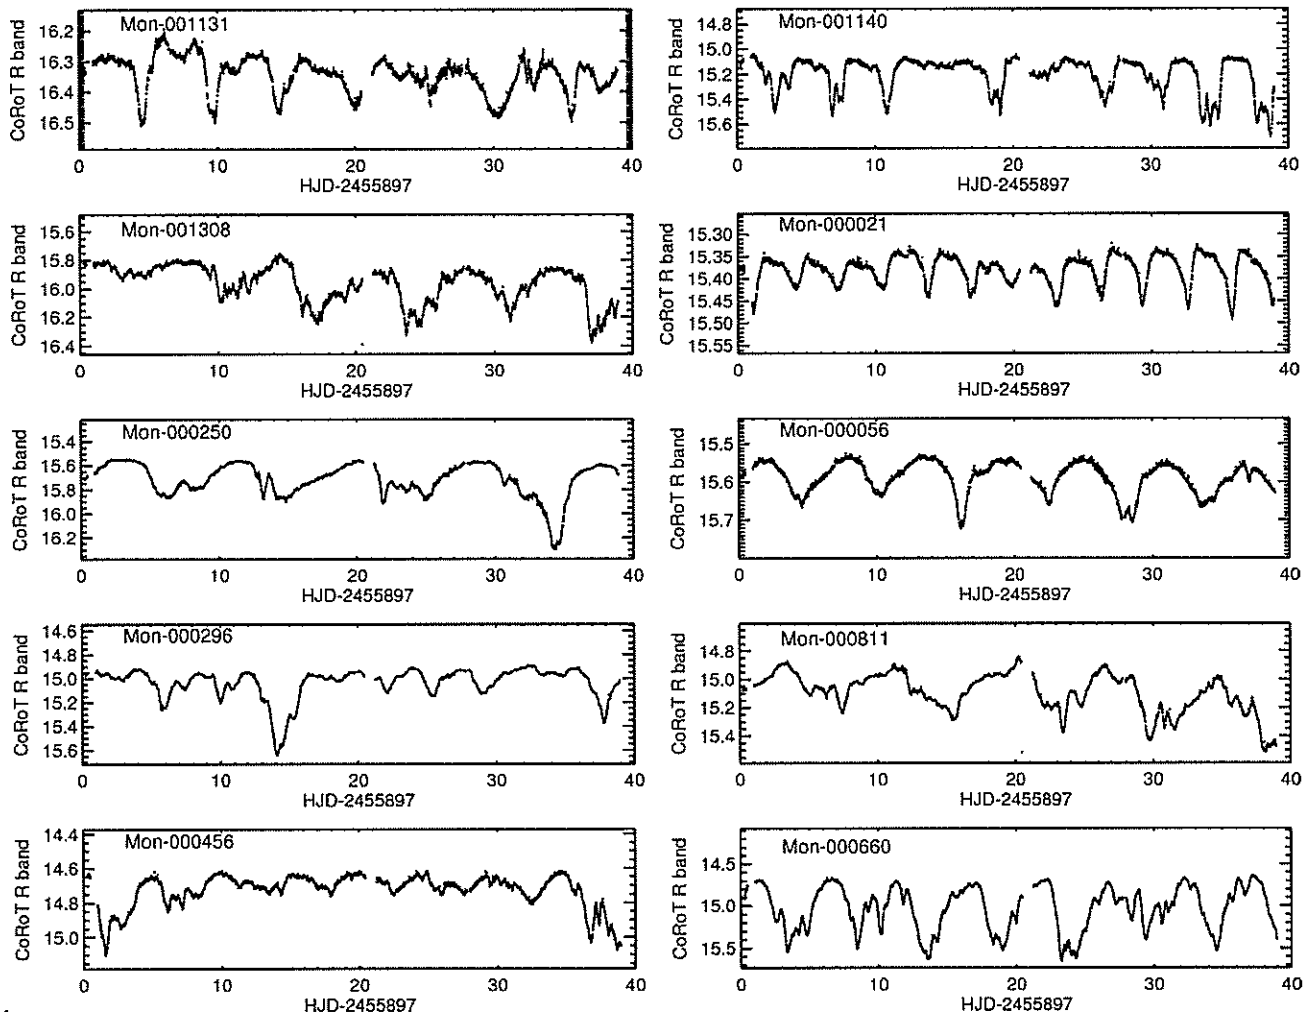 Mon-001131
CoRoT R band
16.2
16.3
16.4
16.5
0 10 20 30 40
HJD-2455897
Mon-001140
CoRoT R band
14.8
15.0
15.2
15.4
15.6
0 10 20 30 40
HJD-2455897
Mon-001308
CoRoT R band
15.6
15.8
16.0
16.2
16.4
0 10 20 30 40
HJD-2455897
Mon-000021
CoRoT R band
15.30
15.35
15.40
15.45
15.50
15.55
0 10 20 30 40
HJD-2455897
Mon-000250
CoRoT R band
15.4
15.6
15.8
16.0
16.2
0 10 20 30 40
HJD-2455897
Mon-000056
CoRoT R band
15.5
15.6
15.7
0 10 20 30 40
HJD-2455897
Mon-000296
CoRoT R band
14.6
14.8
15.0
15.2
15.4
15.6
0 10 20 30 40
HJD-2455897
Mon-000811
CoRoT R band
14.8
15.0
15.2
15.4
0 10 20 30 40
HJD-2455897
Mon-000456
CoRoT R band
14.4
14.6
14.8
15.0
0 10 20 30 40
HJD-2455897
Mon-000660
CoRoT R band
14.5
15.0
15.5
0 10 20 30 40
HJD-2455897